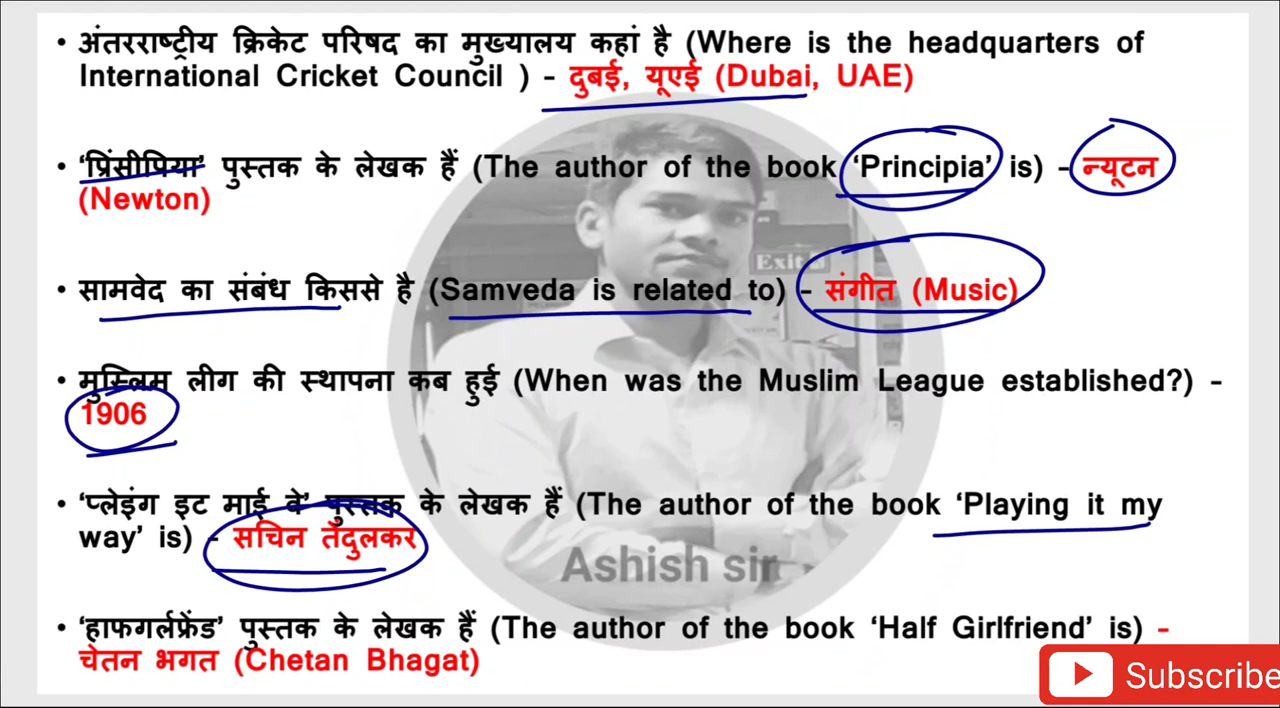 • अंतरराष्ट्रीय क्रिकेट परिषद का मुख्यालय कहां है (Where is the headquarters of
International Cricket Council ) - दुबई, यूएई (Dubai, UAE)
• ‘प्रिंसीपिया’ पुस्तक के लेखक हैं (The author of the book ‘Principia’ is) - न्यूटन
(Newton)
Exit
• सामवेद का संबंध किससे है (Samveda is related to) - संगीत (Music)
• मुस्लिम लीग की स्थापना कब हुई (When was the Muslim League established?) -
1906
• ‘प्लेइंग इट माई वे’ पुस्तक के लेखक हैं (The author of the book ‘Playing it my
way’ is) - सचिन तेंदुलकर
Ashish sir
• ‘हाफगर्लफ्रेंड’ पुस्तक के लेखक हैं (The author of the book ‘Half Girlfriend’ is) -
चेतन भगत (Chetan Bhagat)
Subscribe